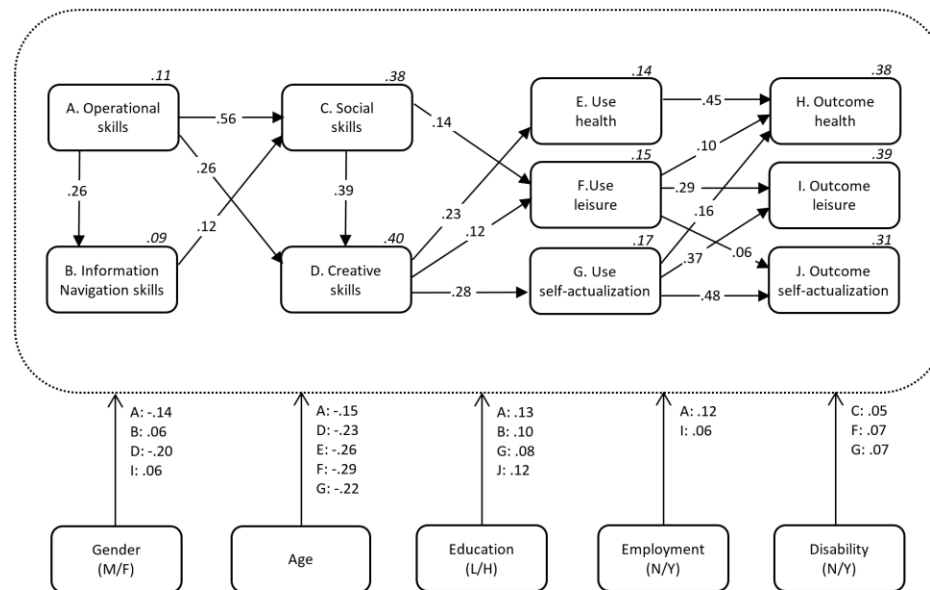 .11
.38
.14
.38
A. Operational
skills
.56
C. Social
skills
E. Use
health
.45
H. Outcome
health
.14
.10
.26
.26
.39
.15
.39
F.Use
leisure
.29
I. Outcome
leisure
.23
.16
.12
.12
.09
.40
.17
.37
.06
.31
B. Information
Navigation skills
D. Creative
skills
.28
G. Use
self-actualization
.48
J. Outcome
self-actualization
A: -.14
B: .06
D: -.20
I: .06
A: -.15
D: -.23
E: -.26
F: -.29
G: -.22
A: .13
B: .10
G: .08
J: .12
A: .12
I: .06
C: .05
F: .07
G: .07
Gender
(M/F)
Age
Education
(L/H)
Employment
(N/Y)
Disability
(N/Y)